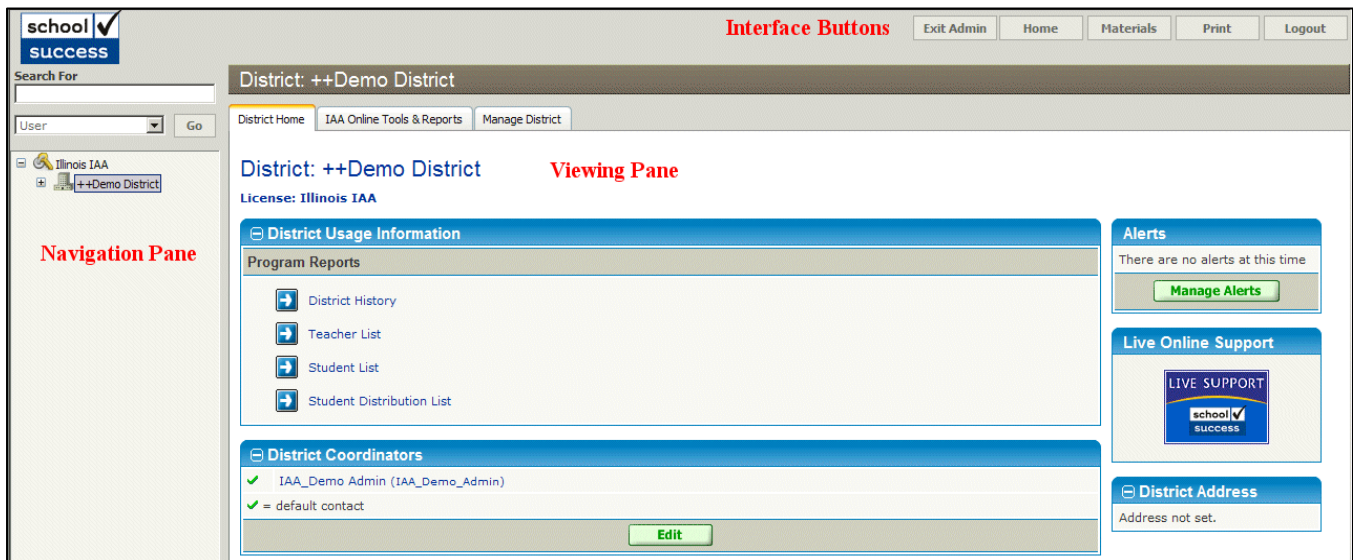 school
success
Interface Buttons
Exit Admin
Home
Materials
Print
Logout
Search For
User
Go
District: ++Demo District
District Home
IAA Online Tools & Reports
Manage District
Illinois IAA
++Demo District
Navigation Pane
District: ++Demo District
Viewing Pane
License: Illinois IAA
District Usage Information
Program Reports
District History
Teacher List
Student List
Student Distribution List
District Coordinators
IAA_Demo Admin (IAA_Demo_Admin)
= default contact
Edit
Alerts
There are no alerts at this time
Manage Alerts
Live Online Support
LIVE SUPPORT
school
success
District Address
Address not set.